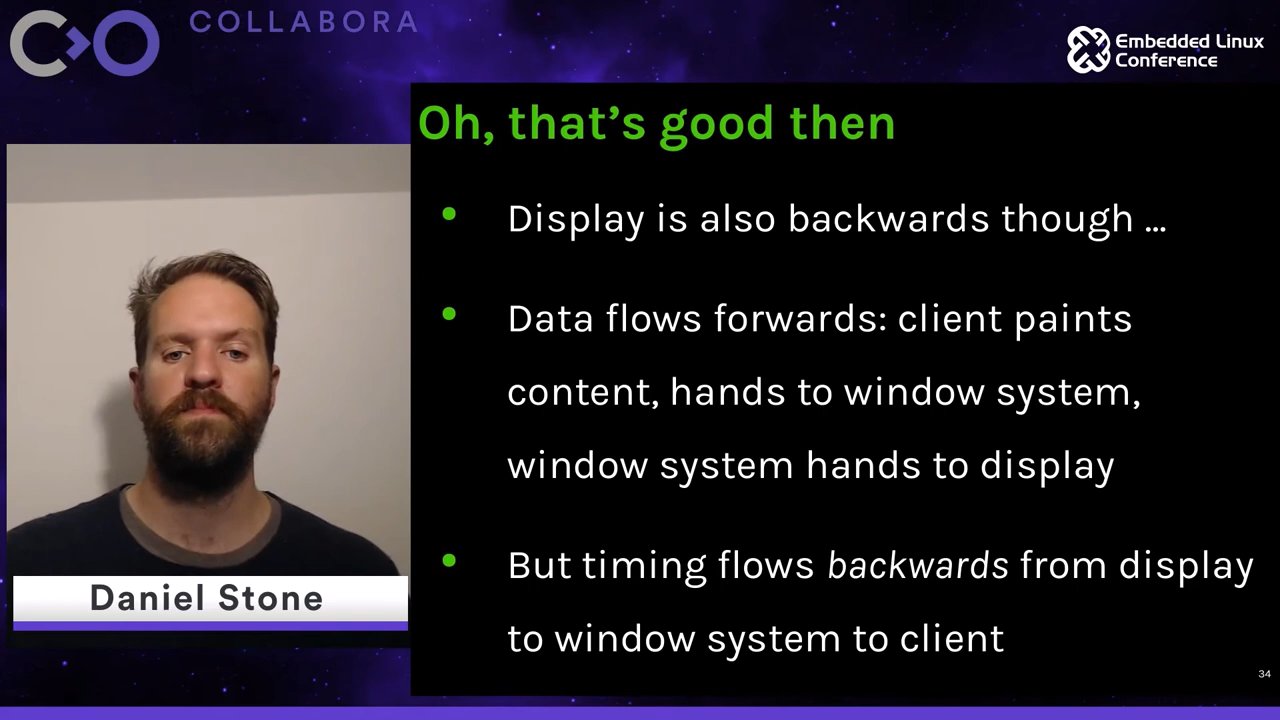 COLLABORA
Embedded Linux
Conference
Oh, that’s good then
• Display is also backwards though ...
• Data flows forwards: client paints
content, hands to window system,
window system hands to display
• But timing flows backwards from display
to window system to client
Daniel Stone
34